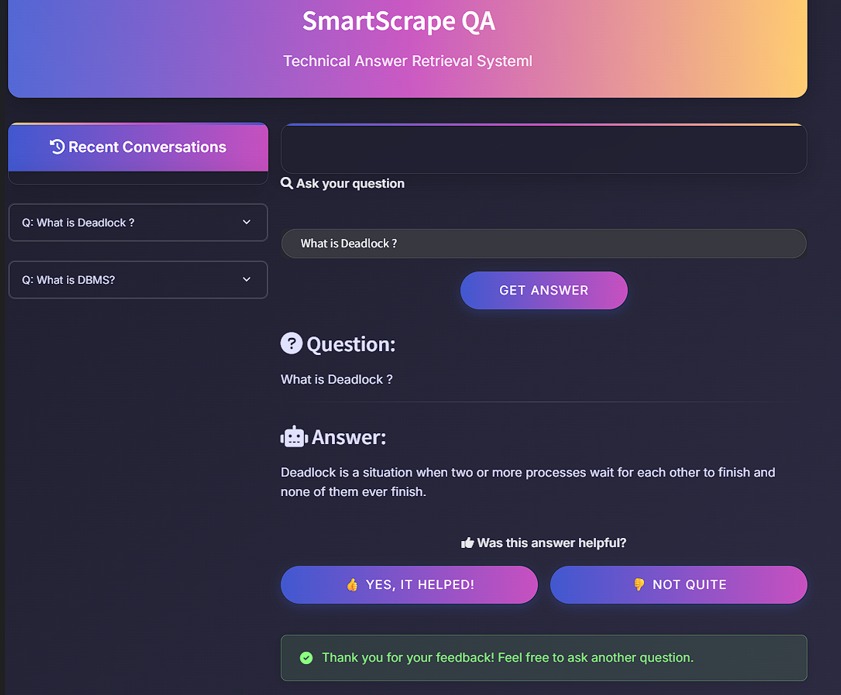 SmartScrape QA
Technical Answer Retrieval Systeml
Recent Conversations
Q: What is Deadlock ?
Q: What is DBMS?
Ask your question
What is Deadlock ?
GET ANSWER
Question:
What is Deadlock ?
Answer:
Deadlock is a situation when two or more processes wait for each other to finish and
none of them ever finish.
Was this answer helpful?
👍 YES, IT HELPED!
👎 NOT QUITE
Thank you for your feedback! Feel free to ask another question.